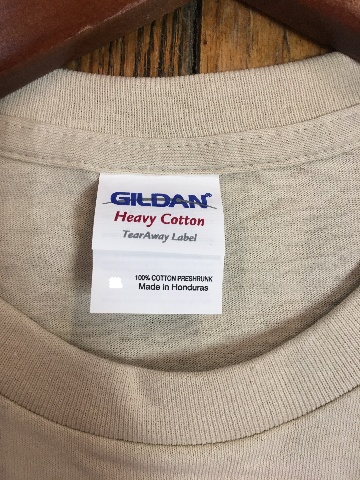 GILDAN®
Heavy Cotton
TearAway Label
100% COTTON PRESHRUNK
Made in Honduras